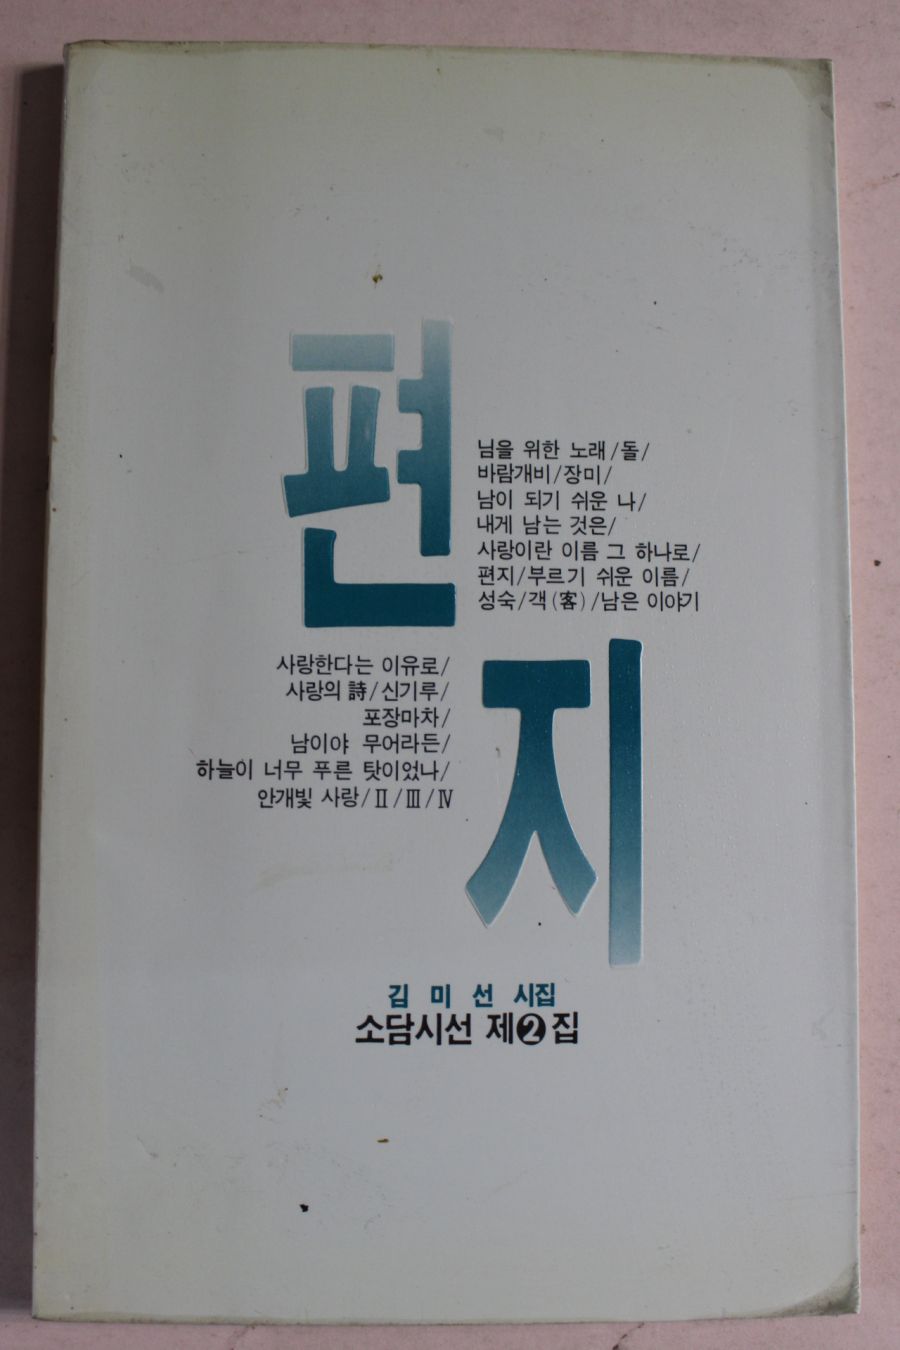 편
님을 위한 노래/돌/
바람개비/장미/
남이 되기 쉬운 나/
내게 남는 것은/
사랑이란 이름 그 하나로/
편지/부르기 쉬운 이름/
성숙/객(客)/남은 이야기
지
사랑한다는 이유로/
사랑의 詩/신기루/
포장마차/
남이야 무어라든/
하늘이 너무 푸른 탓이었나/
안개빛 사랑/Ⅱ/Ⅲ/Ⅳ
김 미 선 시집
소담시선 제❷집